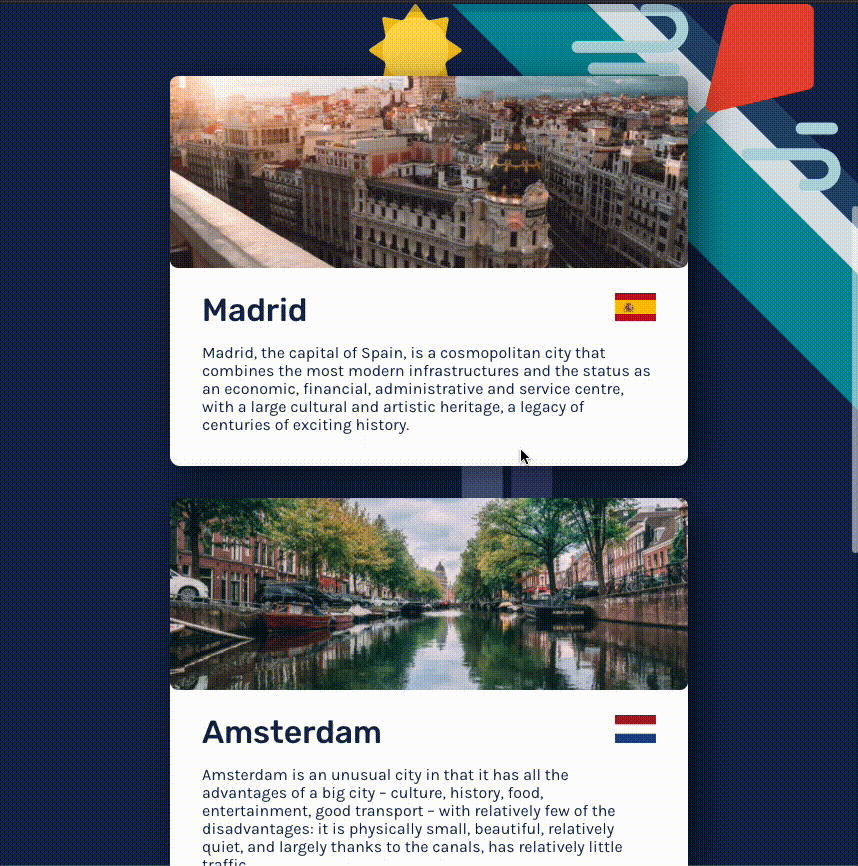 Madrid
Madrid, the capital of Spain, is a cosmopolitan city that
combines the most modern infrastructures and the status as
an economic, financial, administrative and service centre,
with a large cultural and artistic heritage, a legacy of
centuries of exciting history.
Amsterdam
Amsterdam is an unusual city in that it has all the
advantages of a big city – culture, history, food,
entertainment, good transport – with relatively few of the
disadvantages: it is physically small, beautiful, relatively
quiet, and largely thanks to the canals, has relatively little
traffic.